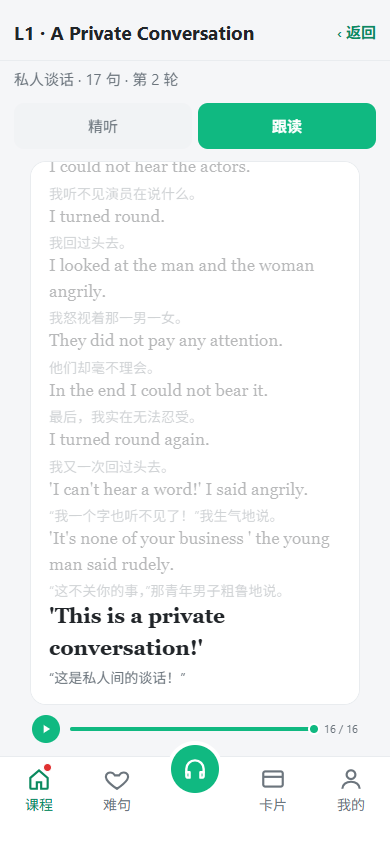 L1 · A Private Conversation
‹ 返回
私人谈话 · 17 句 · 第 2 轮
精听
跟读
I could not hear the actors.
我听不见演员在说什么。
I turned round.
我回过头去。
I looked at the man and the woman
angrily.
我怒视着那一男一女。
They did not pay any attention.
他们却毫不理会。
In the end I could not bear it.
最后，我实在无法忍受。
I turned round again.
我又一次回过头去。
'I can't hear a word!' I said angrily.
“我一个字也听不见了！”我生气地说。
'It's none of your business ' the young
man said rudely.
“这不关你的事，”那青年男子粗鲁地说。
'This is a private
conversation!'
“这是私人间的谈话！”
16 / 16
课程
难句
卡片
我的